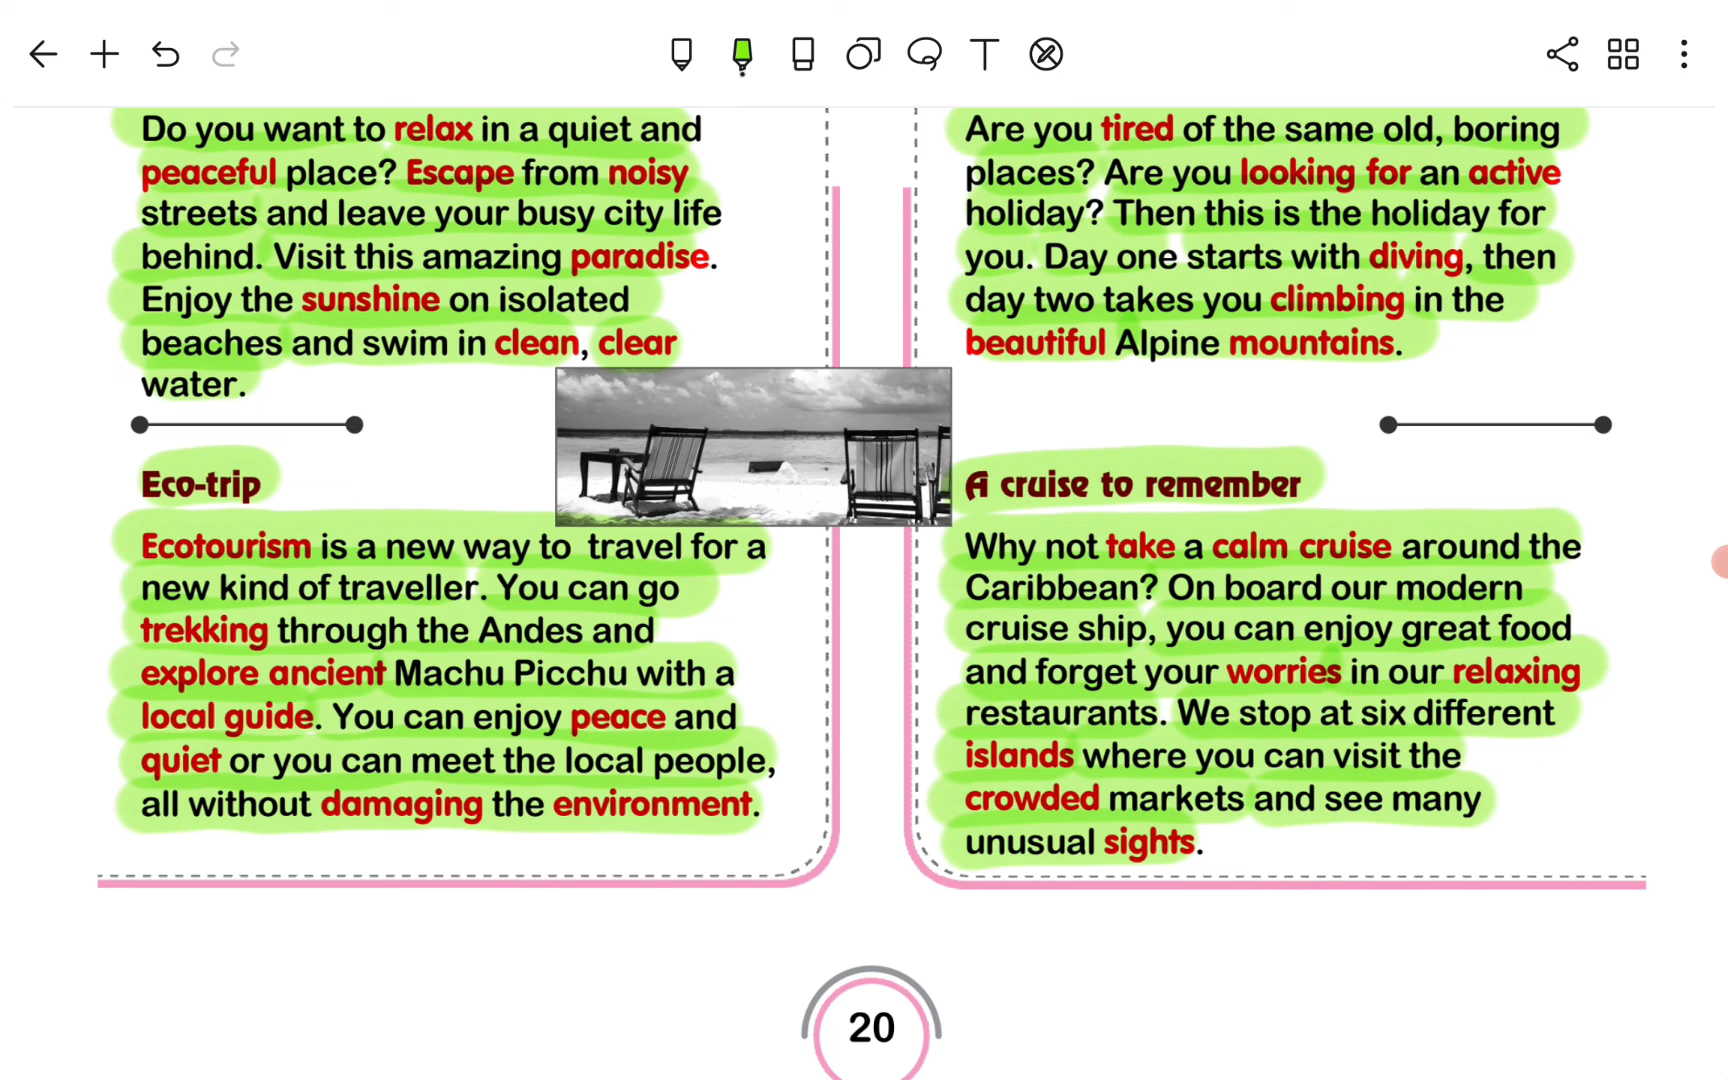 Do you want to relax in a quiet and
peaceful place? Escape from noisy
streets and leave your busy city life
behind. Visit this amazing paradise.
Enjoy the sunshine on isolated
beaches and swim in clean, clear
water.
Eco-trip
Ecotourism is a new way to travel for a
new kind of traveller. You can go
trekking through the Andes and
explore ancient Machu Picchu with a
local guide. You can enjoy peace and
quiet or you can meet the local people,
all without damaging the environment.
Are you tired of the same old, boring
places? Are you looking for an active
holiday? Then this is the holiday for
you. Day one starts with diving, then
day two takes you climbing in the
beautiful Alpine mountains.
A cruise to remember
Why not take a calm cruise around the
Caribbean? On board our modern
cruise ship, you can enjoy great food
and forget your worries in our relaxing
restaurants. We stop at six different
islands where you can visit the
crowded markets and see many
unusual sights.
20